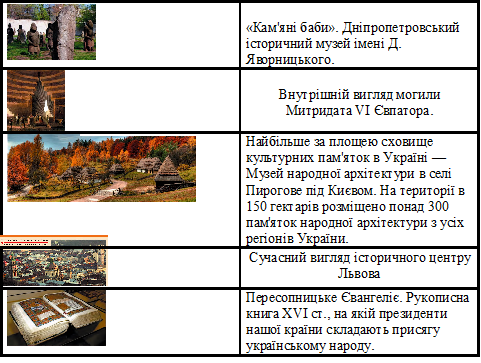 «Кам'яні баби». Дніпропетровський
історичний музей імені Д.
Яворницького.
Внутрішній вигляд могили
Митридата VI Євпатора.
Найбільше за площею сховище
культурних пам'яток в Україні —
Музей народної архітектури в селі
Пирогове під Києвом. На території в
150 гектарів розміщено понад 300
пам'яток народної архітектури з усіх
регіонів України.
Сучасний вигляд історичного центру
Львова
Пересопницьке Євангеліє. Рукописна
книга XVI ст., на якій президенти
нашої країни складають присягу
українському народу.